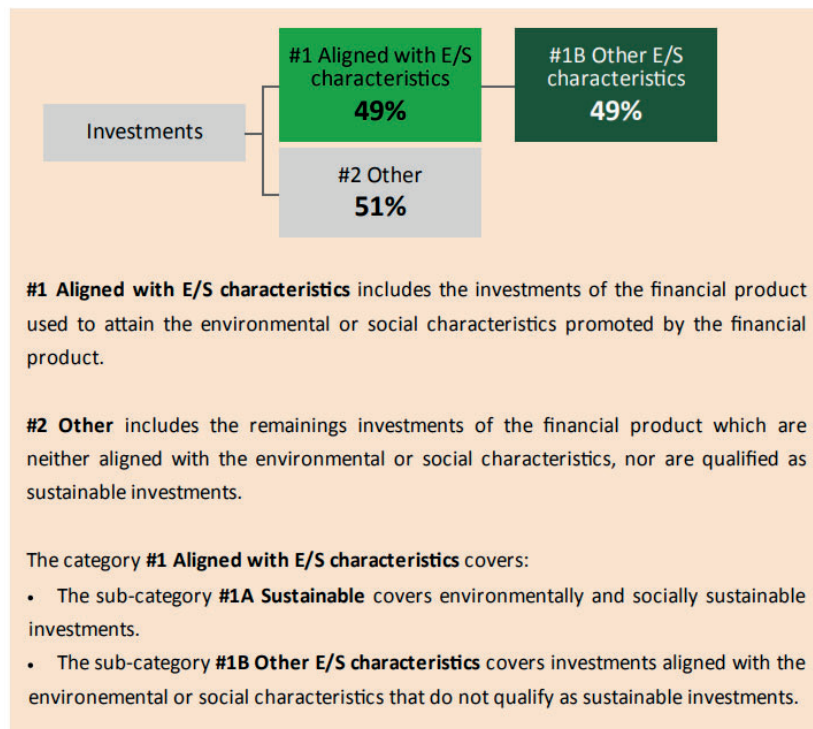 #1 Aligned with E/S
characteristics
49%
#1B Other E/S
characteristics
49%
Investments
#2 Other
51%
#1 Aligned with E/S characteristics includes the investments of the financial product
used to attain the environmental or social characteristics promoted by the financial
product.
#2 Other includes the remainings investments of the financial product which are
neither aligned with the environmental or social characteristics, nor are qualified as
sustainable investments.
The category #1 Aligned with E/S characteristics covers:
• The sub-category #1A Sustainable covers environmentally and socially sustainable
investments.
• The sub-category #1B Other E/S characteristics covers investments aligned with the
environemental or social characteristics that do not qualify as sustainable investments.